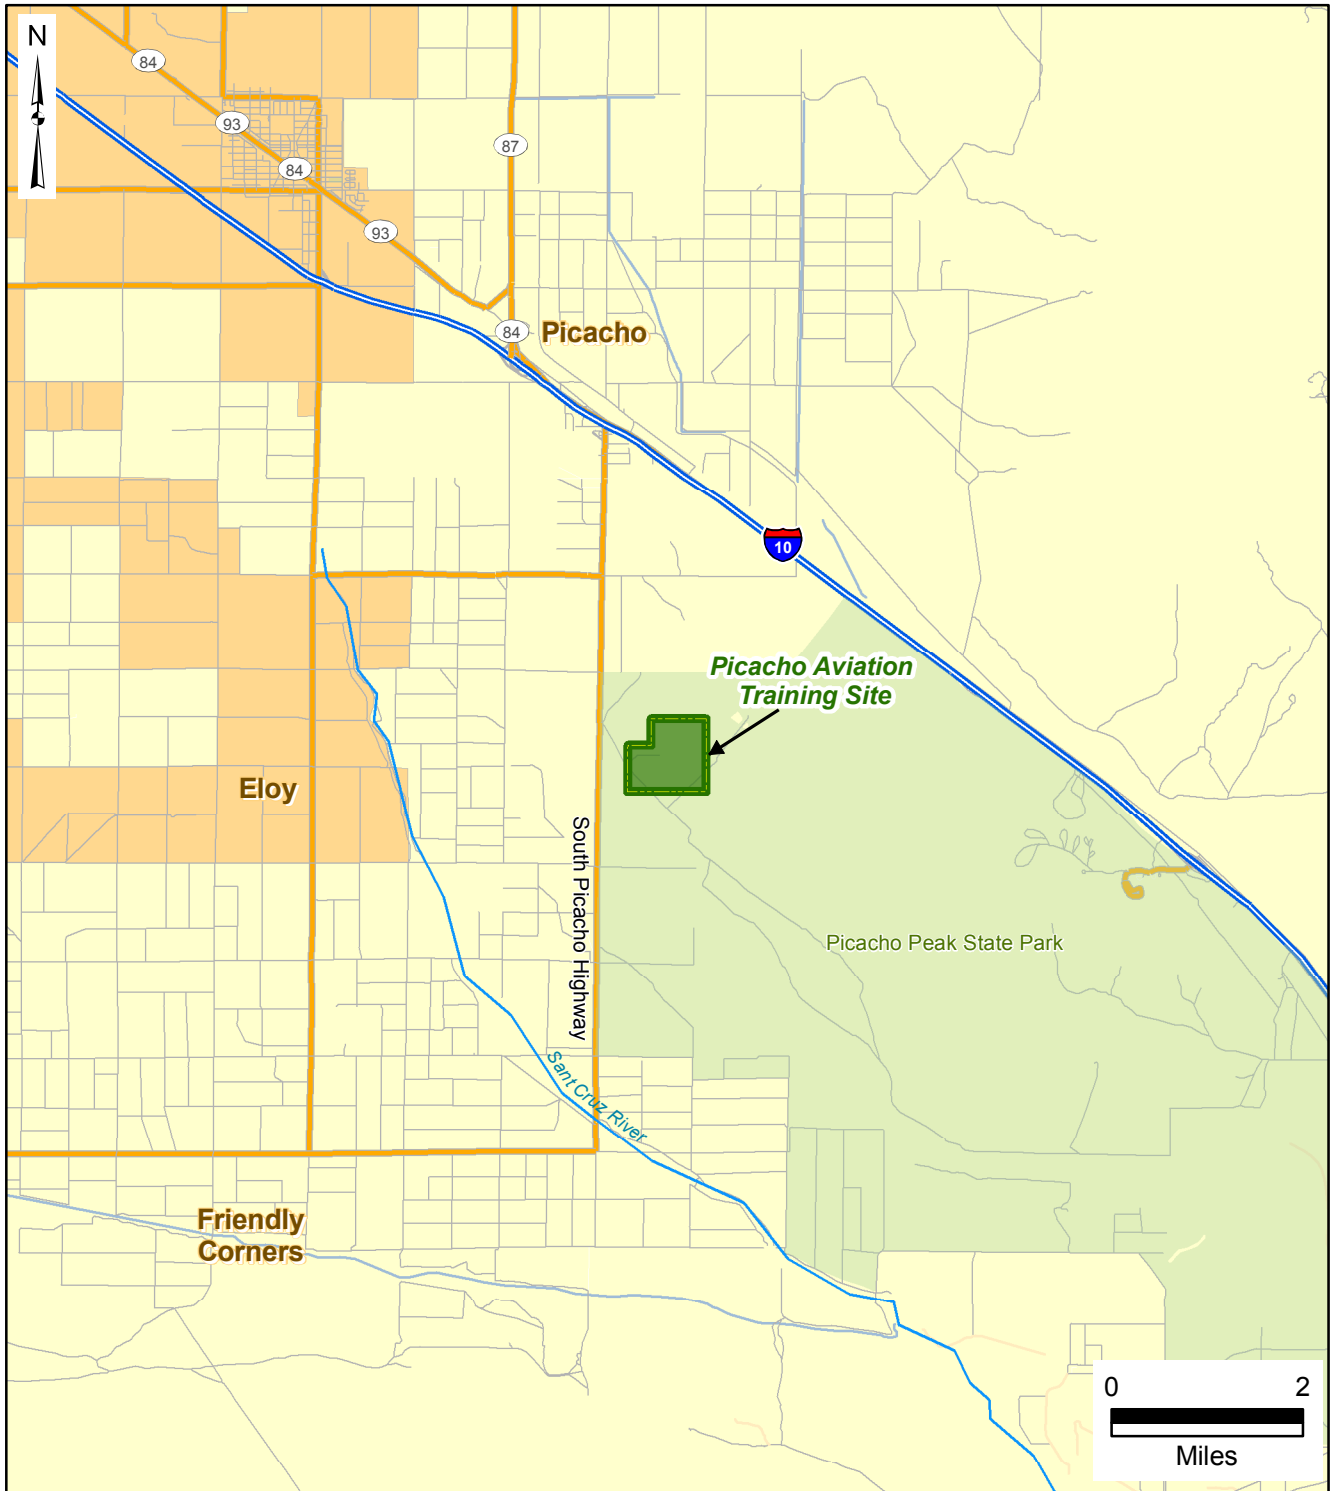 N
84
93
87
84
93
84
Picacho
10
Picacho Aviation
Training Site
Eloy
South Picacho Highway
Picacho Peak State Park
Sant Cruz River
Friendly
Corners
0 2
Miles